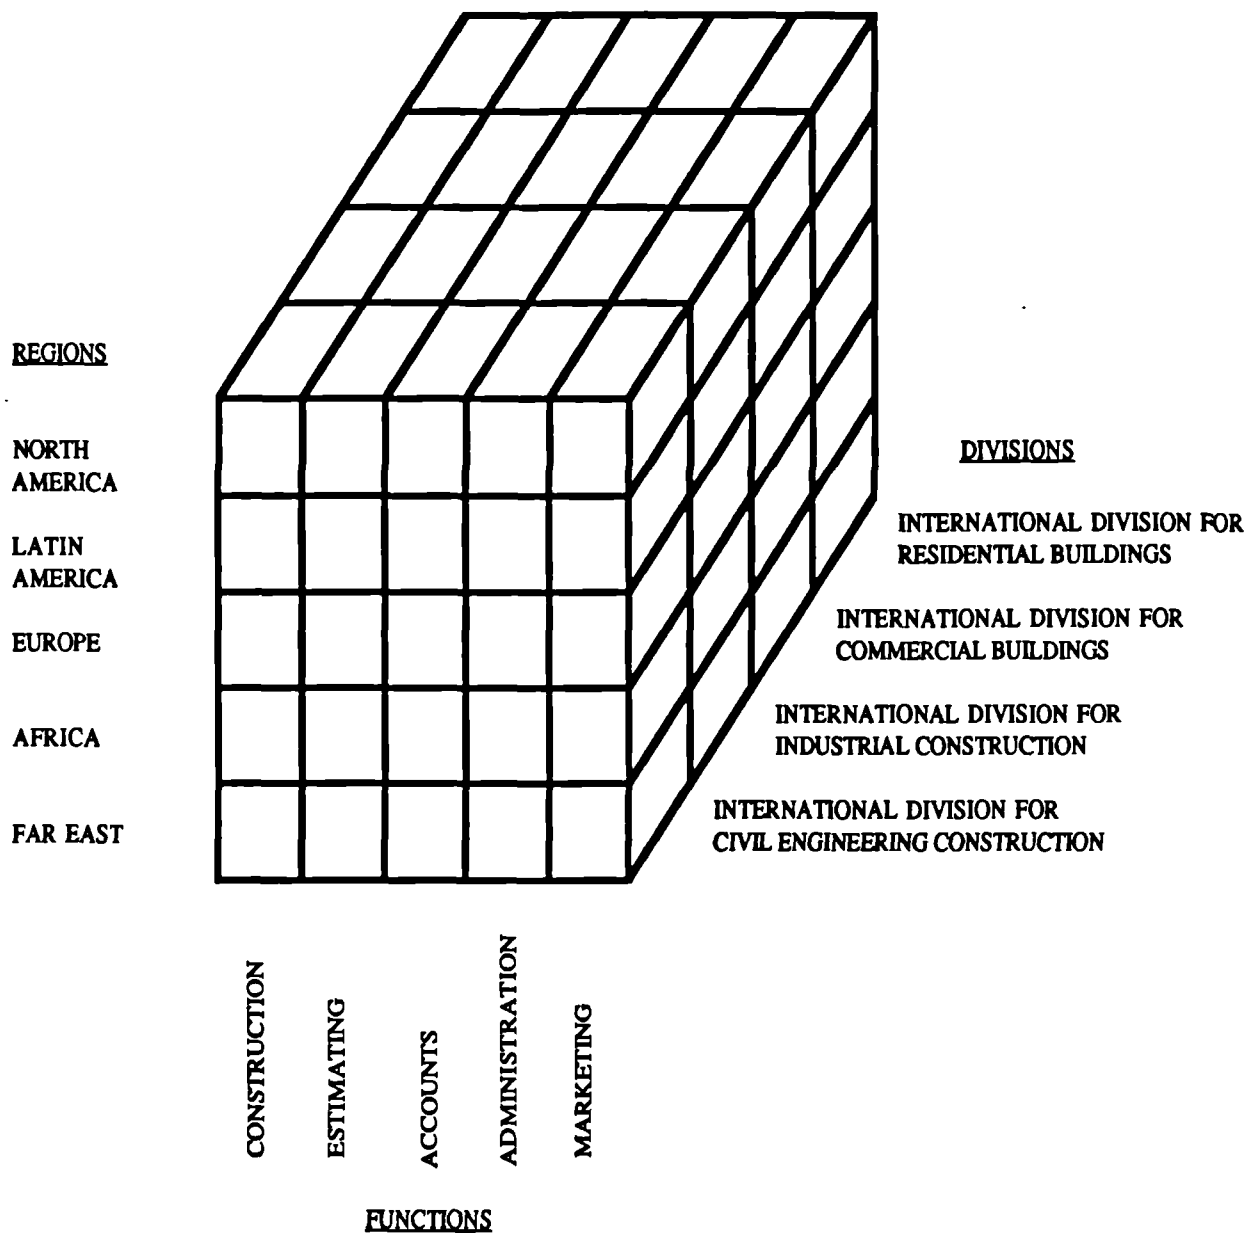 REGIONS
NORTH
AMERICA
LATIN
AMERICA
EUROPE
AFRICA
FAR EAST
DIVISIONS
INTERNATIONAL DIVISION FOR
RESIDENTIAL BUILDINGS
INTERNATIONAL DIVISION FOR
COMMERCIAL BUILDINGS
INTERNATIONAL DIVISION FOR
INDUSTRIAL CONSTRUCTION
INTERNATIONAL DIVISION FOR
CIVIL ENGINEERING CONSTRUCTION
CONSTRUCTION
ESTIMATING
ACCOUNTS
ADMINISTRATION
MARKETING
FUNCTIONS